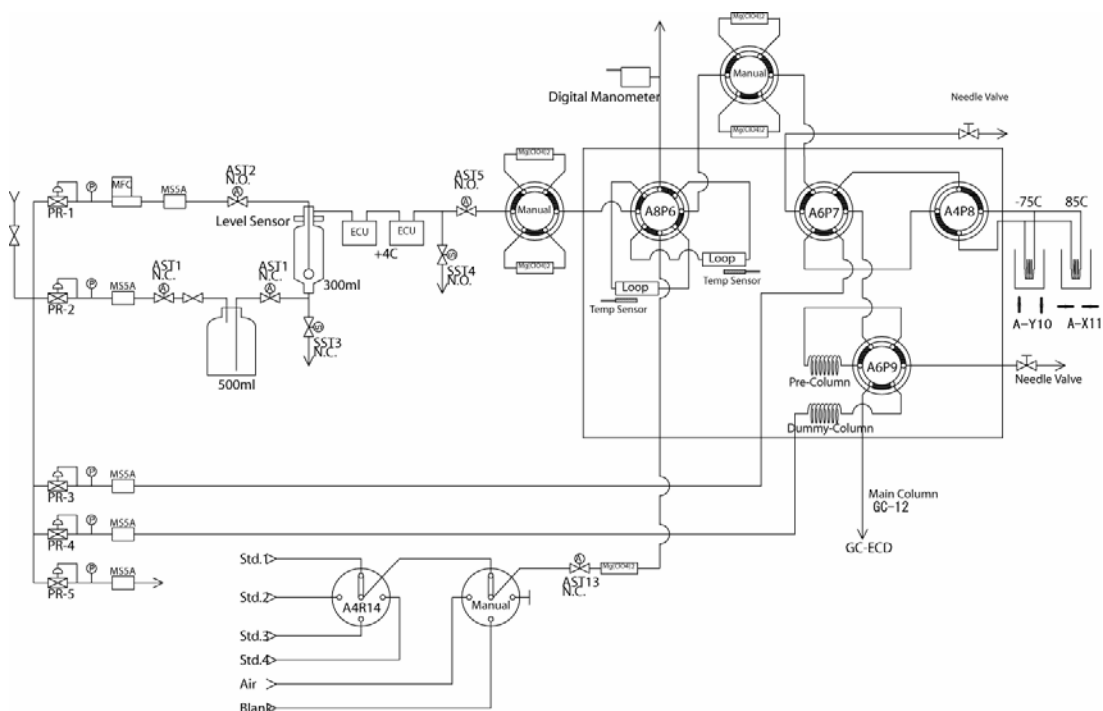 Mg(ClO4)2
Manual
Mg(ClO4)2
Digital Manometer
Needle Valve
PR-1
P
MFC
MS5A
AST2
N.O.
A
Level Sensor
300ml
ECU
ECU
+4C
AST5
N.O.
A
SST4
N.O.
S
Mg(ClO4)2
Manual
Mg(ClO4)2
A8P6
Loop
Temp Sensor
Loop
Temp Sensor
A6P7
A4P8
-75C
85C
A-Y10
A-X11
PR-2
P
MS5A
AST1
N.C.
A
AST1
N.C.
A
500ml
SST3
N.C.
S
Pre-Column
A6P9
Needle Valve
Dummy-Column
PR-3
P
MS5A
Main Column
GC-12
GC-ECD
PR-4
P
MS5A
PR-5
P
MS5A
Std.1
Std.2
Std.3
Std.4
Air
Blank
A4R14
Manual
A
AST13
N.C.
Mg(ClO4)2